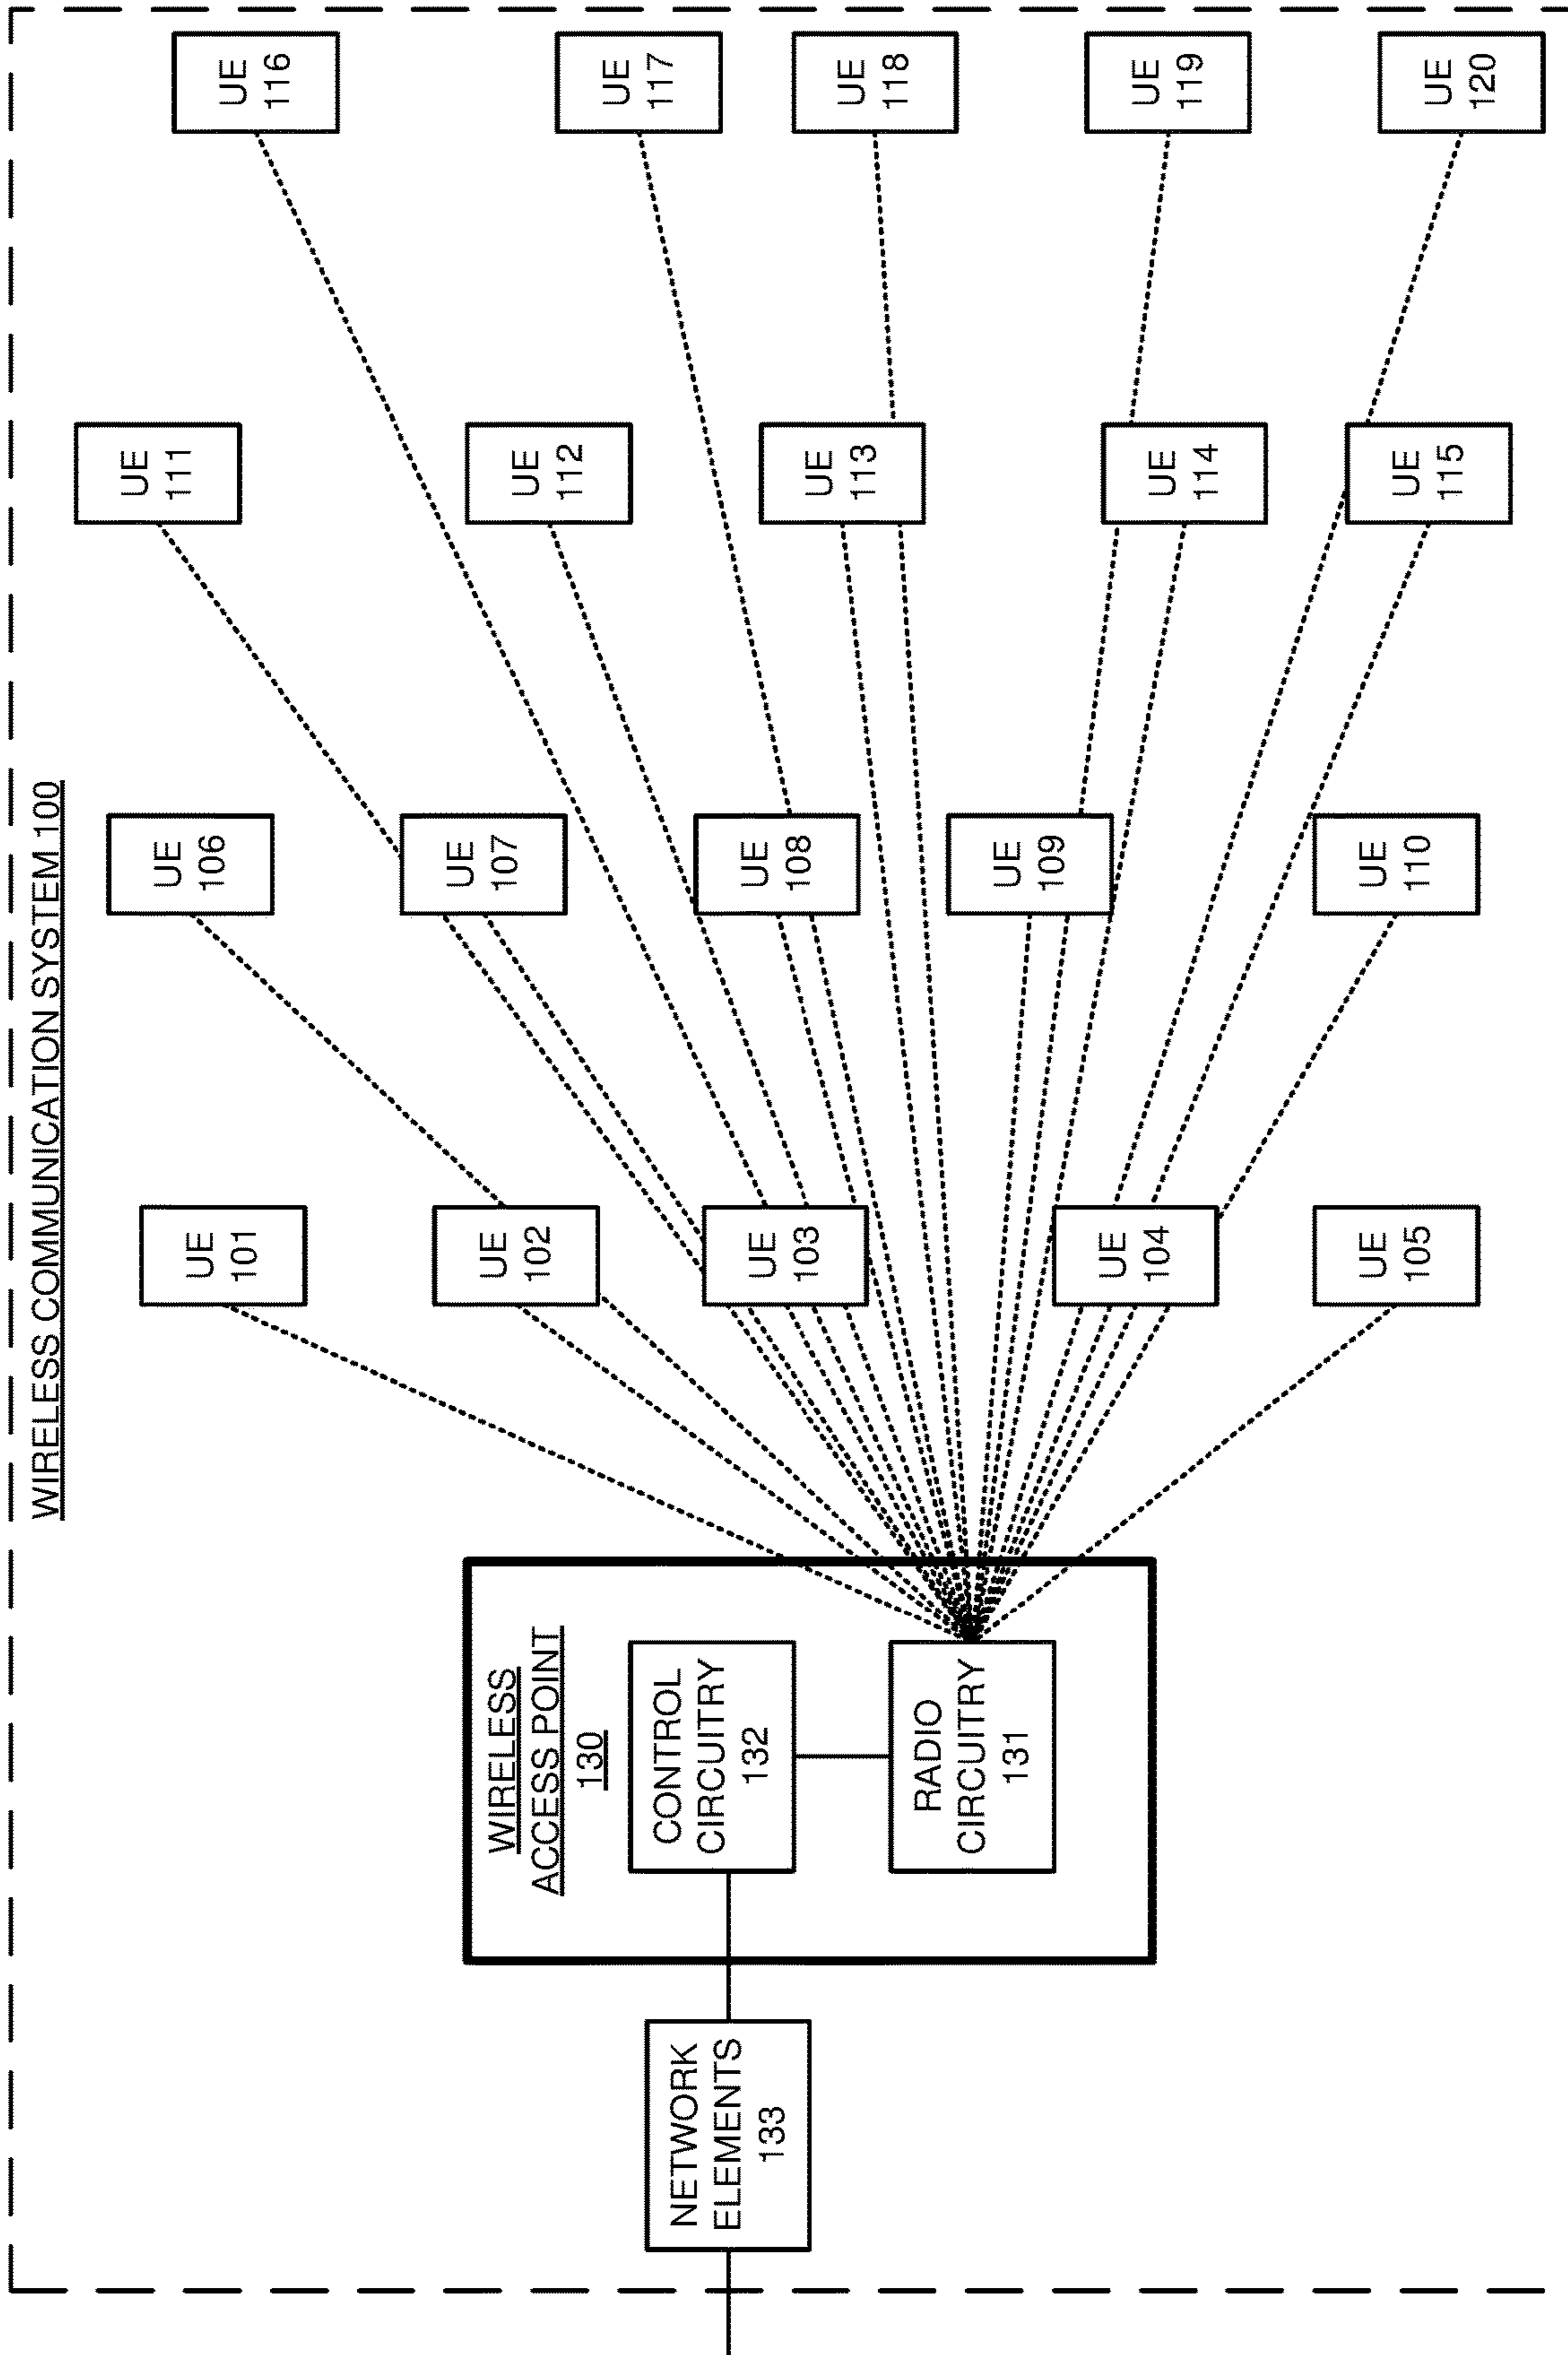 WIRELESS COMMUNICATION SYSTEM 100
UE
101
UE
102
UE
103
UE
104
UE
105
UE
106
UE
107
UE
108
UE
109
UE
110
UE
111
UE
112
UE
113
UE
114
UE
115
UE
116
UE
117
UE
118
UE
119
UE
120
WIRELESS
ACCESS POINT
130
CONTROL
CIRCUITRY
132
RADIO
CIRCUITRY
131
NETWORK
ELEMENTS
133